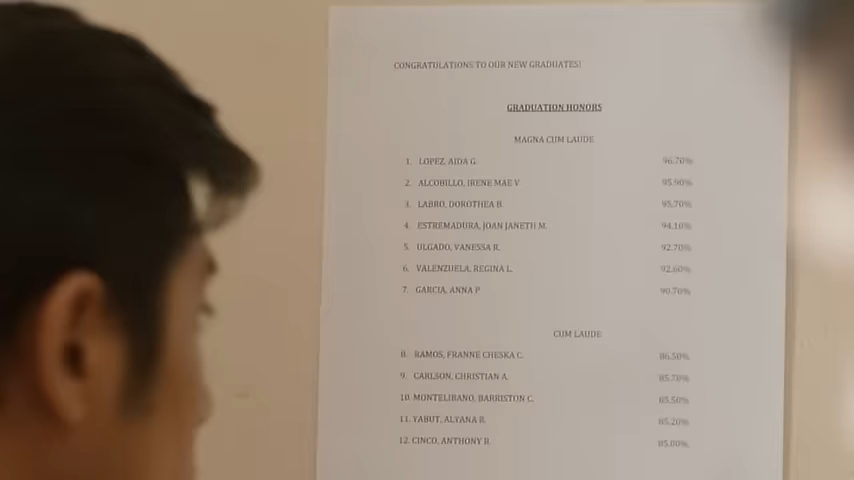 CONGRATULATIONS TO OUR NEW GRADUATES!
GRADUATION HONORS
MAGNA CUM LAUDE
1. LOPEZ, AIDA G. 96.70%
2. ALCOBILLO, IRENE MAE V 95.90%
3. LABRO, DOROTHEA B. 95.70%
4. ESTREMADURA, JOAN JANETH M. 94.10%
5. ULGADO, VANESSA R. 92.70%
6. VALENZUELA, REGINA L. 92.60%
7. GARCIA, ANNA P 90.70%
CUM LAUDE
8. RAMOS, FRANNE CHESKA C. 86.50%
9. CARLSON, CHRISTIAN A. 85.70%
10. MONTELIBANO, BARRISTON C. 85.50%
11. YABUT, ALYANA R. 85.20%
12. CINCO, ANTHONY R. 85.00%